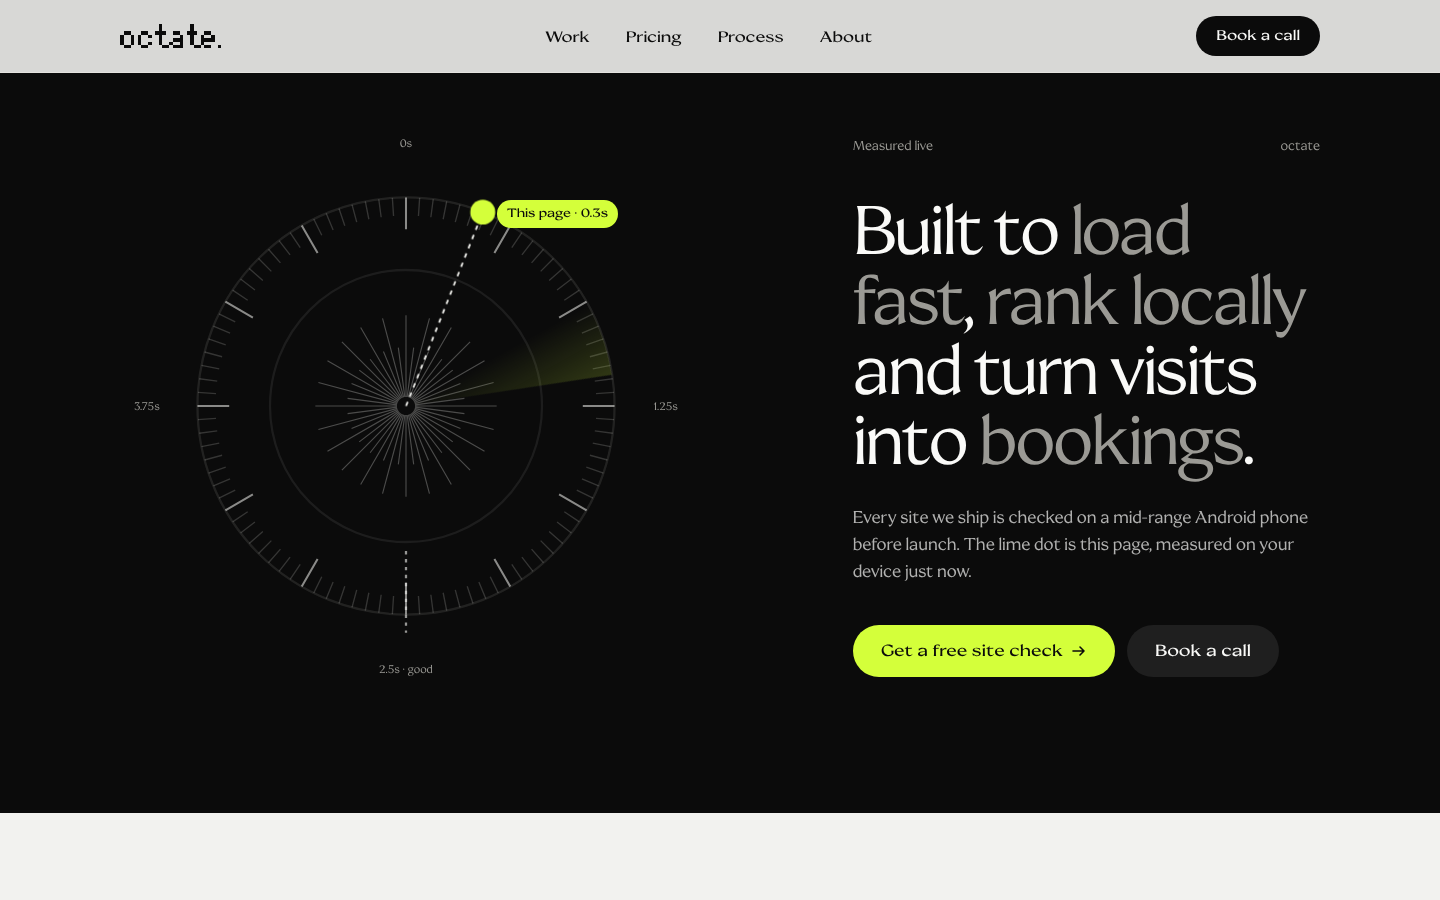 octate.
Work
Pricing
Process
About
Book a call
0s
This page · 0.3s
3.75s
1.25s
2.5s · good
Measured live
octate
Built to load
fast, rank locally
and turn visits
into bookings.
Every site we ship is checked on a mid-range Android phone
before launch. The lime dot is this page, measured on your
device just now.
Get a free site check →
Book a call